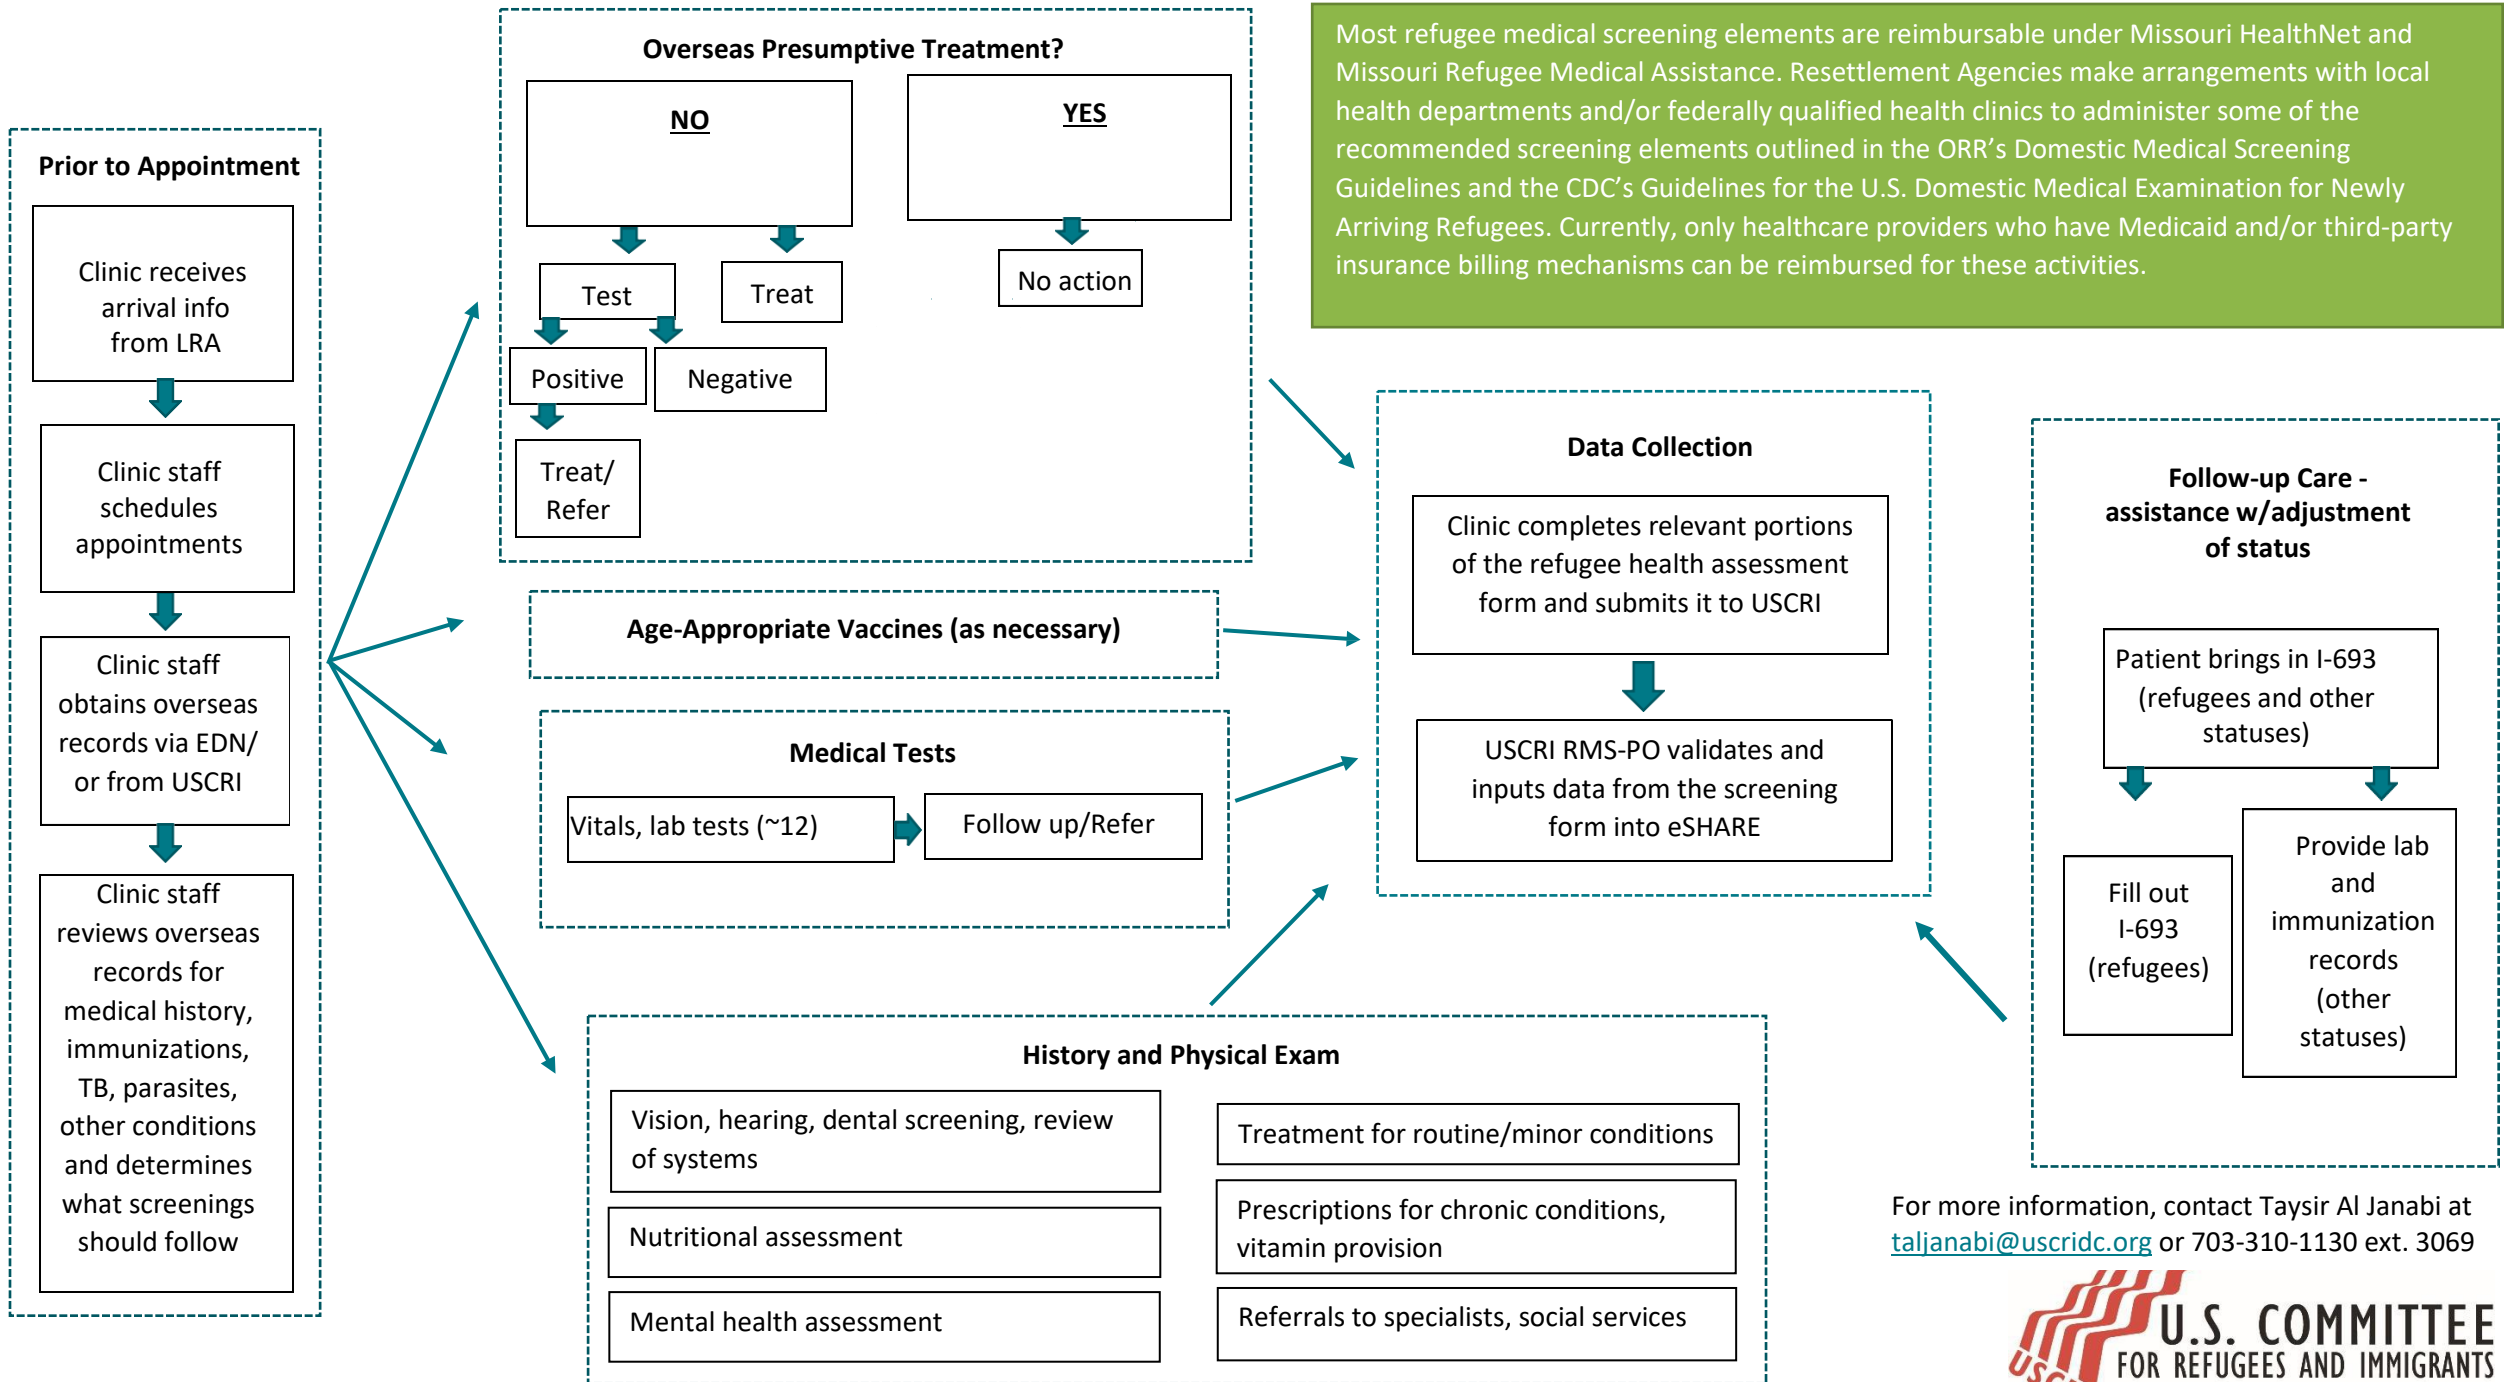 Prior to Appointment
Clinic receives
arrival info
from LRA
Clinic staff
schedules
appointments
Clinic staff
obtains overseas
records via EDN/
or from USCRI
Clinic staff
reviews overseas
records for
medical history,
immunizations,
TB, parasites,
other conditions
and determines
what screenings
should follow
Overseas Presumptive Treatment?
NO
YES
Test
Treat
No action
Positive
Negative
Treat/
Refer
Age-Appropriate Vaccines (as necessary)
Medical Tests
Vitals, lab tests (~12)
Follow up/Refer
History and Physical Exam
Vision, hearing, dental screening, review
of systems
Nutritional assessment
Mental health assessment
Treatment for routine/minor conditions
Prescriptions for chronic conditions,
vitamin provision
Referrals to specialists, social services
Most refugee medical screening elements are reimbursable under Missouri HealthNet and
Missouri Refugee Medical Assistance. Resettlement Agencies make arrangements with local
health departments and/or federally qualified health clinics to administer some of the
recommended screening elements outlined in the ORR's Domestic Medical Screening
Guidelines and the CDC's Guidelines for the U.S. Domestic Medical Examination for Newly
Arriving Refugees. Currently, only healthcare providers who have Medicaid and/or third-party
insurance billing mechanisms can be reimbursed for these activities.
Data Collection
Clinic completes relevant portions
of the refugee health assessment
form and submits it to USCRI
USCRI RMS-PO validates and
inputs data from the screening
form into eSHARE
Follow-up Care -
assistance w/adjustment
of status
Patient brings in I-693
(refugees and other
statuses)
Fill out
I-693
(refugees)
Provide lab
and
immunization
records
(other
statuses)
For more information, contact Taysir Al Janabi at
taljanabi@uscridc.org or 703-310-1130 ext. 3069
U.S. COMMITTEE
FOR REFUGEES AND IMMIGRANTS